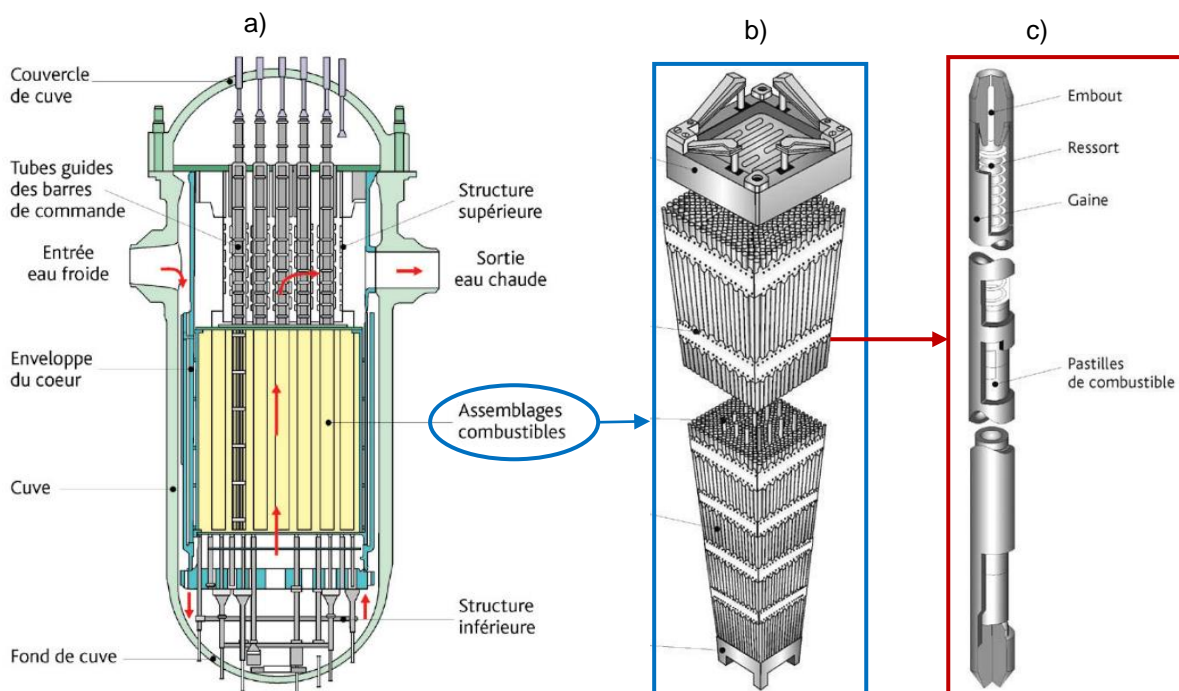 a)
Couvercle
de cuve
Tubes guides
des barres
de commande
Structure
supérieure
Entrée
eau froide
Sortie
eau chaude
Enveloppe
du coeur
Assemblages
combustibles
Cuve
Structure
inférieure
Fond de cuve
b)
c)
Embout
Ressort
Gaine
Pastilles
de combustible